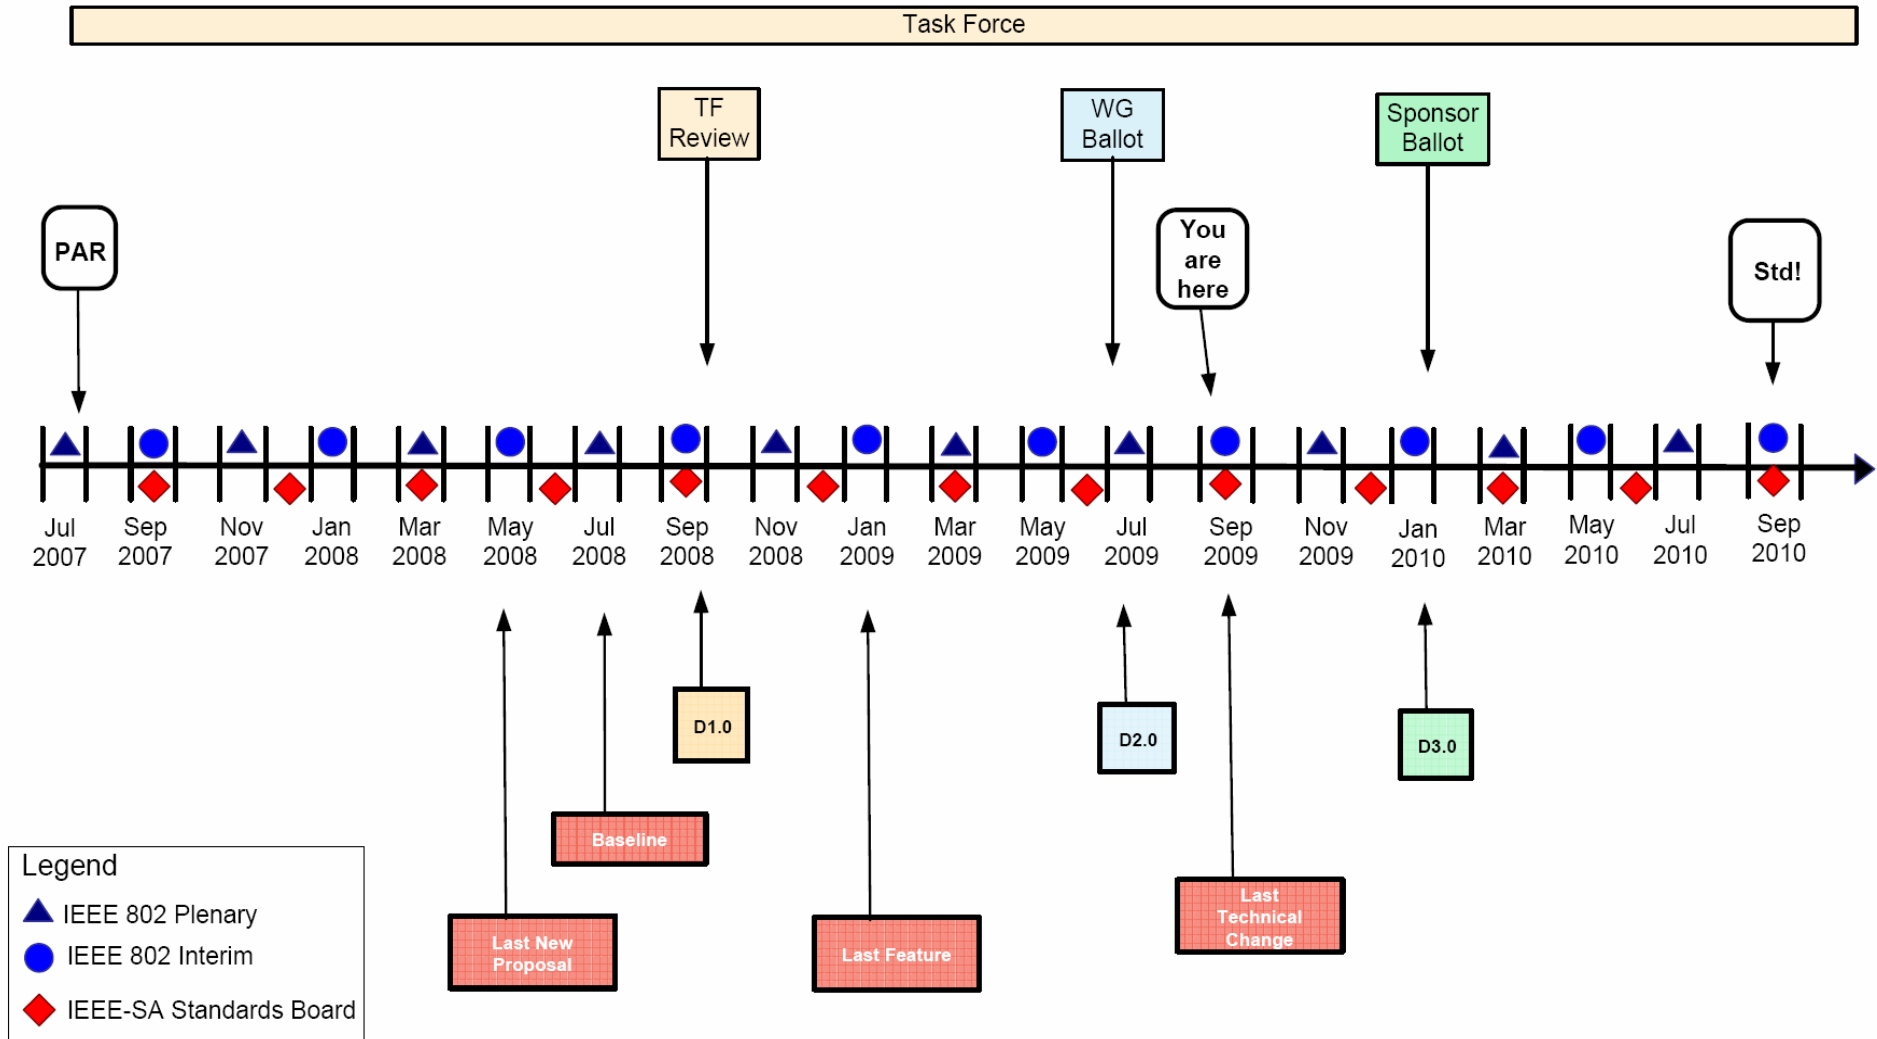 Task Force
TF
Review
WG
Ballot
Sponsor
Ballot
PAR
You
are
here
Std!
Jul
2007
Sep
2007
Nov
2007
Jan
2008
Mar
2008
May
2008
Jul
2008
Sep
2008
Nov
2008
Jan
2009
Mar
2009
May
2009
Jul
2009
Sep
2009
Nov
2009
Jan
2010
Mar
2010
May
2010
Jul
2010
Sep
2010
D1.0
D2.0
D3.0
Baseline
Last New
Proposal
Last Feature
Last
Technical
Change
Legend
IEEE 802 Plenary
IEEE 802 Interim
IEEE-SA Standards Board